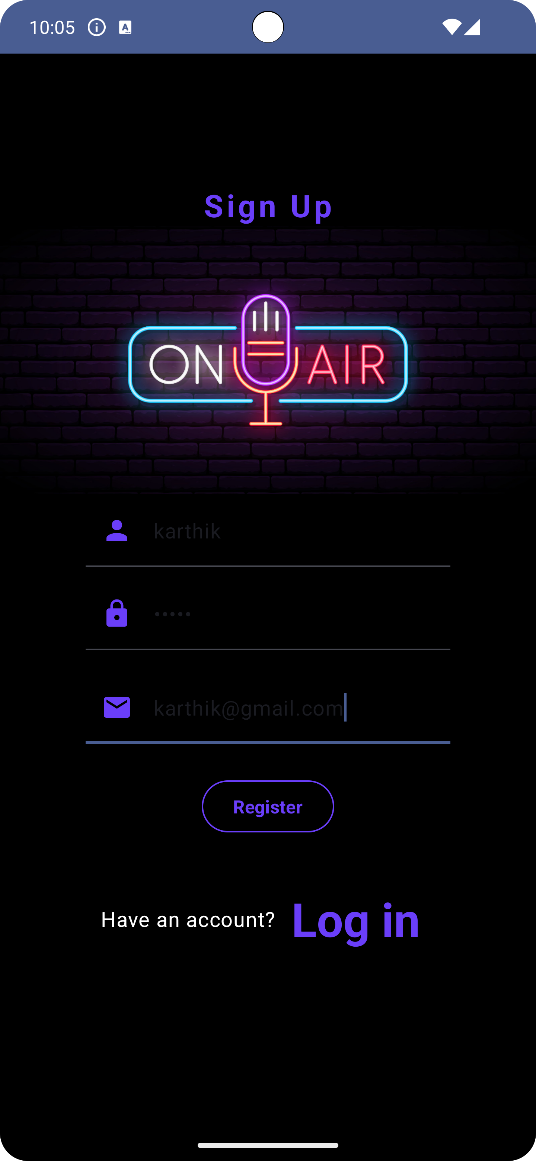 10:05
Sign Up
ON AIR
karthik
•••••
karthik@gmail.com
Register
Have an account? Log in